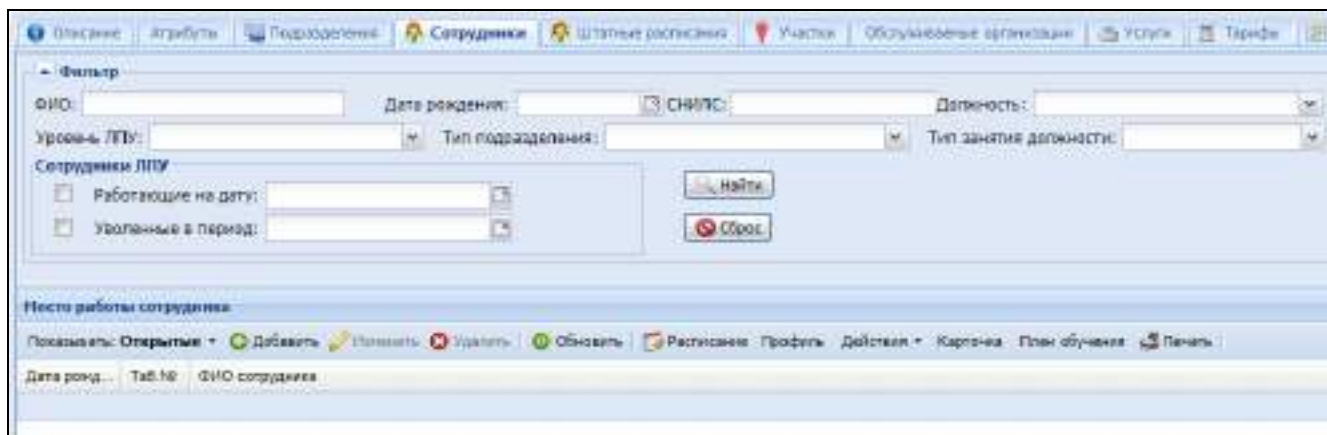 Описание Атрибуты Подразделения Сотрудники Штатные расписания Участки Обслуживаемые организации Услуги Тарифы
Фильтр
ФИО: Дата рождения: СНИЛС: Должность:
Уровень ЛПУ: Тип подразделения: Тип занятия должности:
Сотрудники ЛПУ
Работающие на дату: Найти
Уволенные в период: Сброс
Место работы сотрудника
Показывать: Открытые Добавить Изменить Удалить Обновить Расписание Профиль Действия Карточка План обучения Печать
Дата рожд... Таб.№ ФИО сотрудника